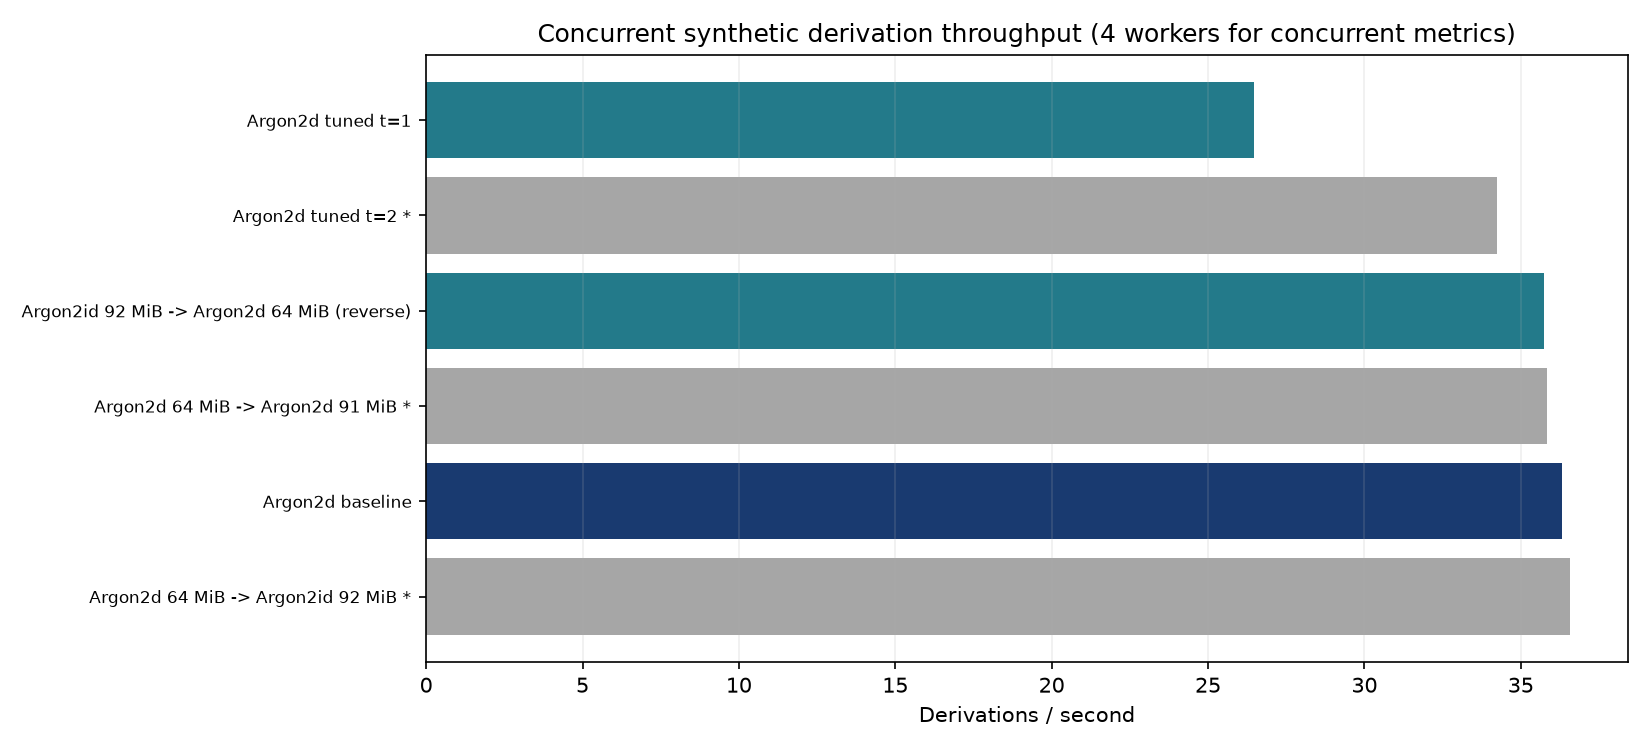 Concurrent synthetic derivation throughput (4 workers for concurrent metrics)
Argon2d tuned t=1
Argon2d tuned t=2 *
Argon2id 92 MiB -> Argon2d 64 MiB (reverse)
Argon2d 64 MiB -> Argon2d 91 MiB *
Argon2d baseline
Argon2d 64 MiB -> Argon2id 92 MiB *
0 5 10 15 20 25 30 35
Derivations / second